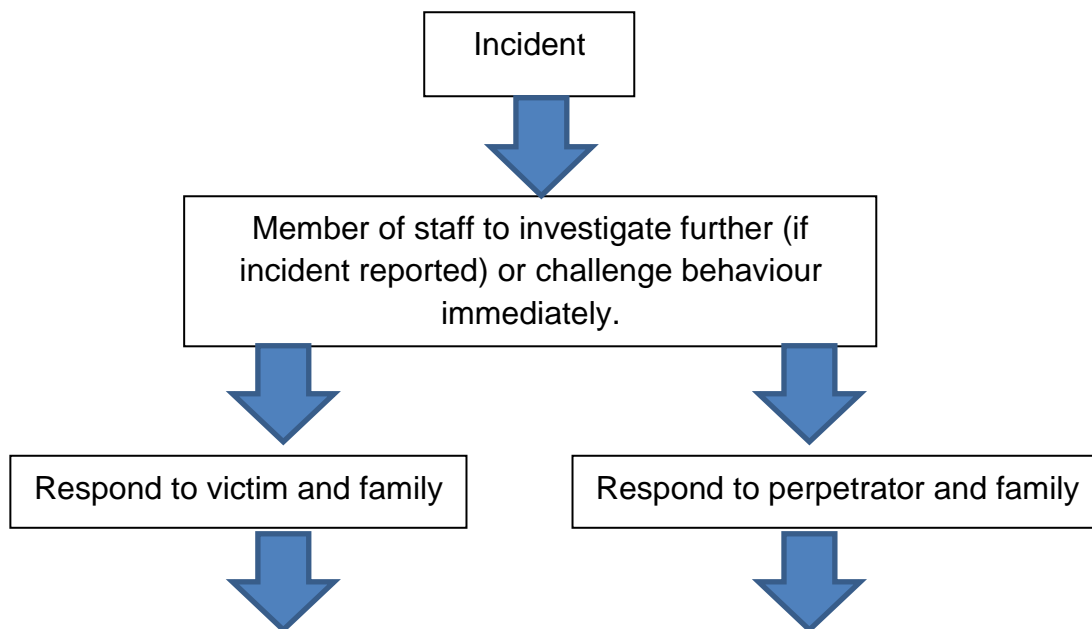 Incident
Member of staff to investigate further (if
incident reported) or challenge behaviour
immediately.
Respond to victim and family
Respond to perpetrator and family